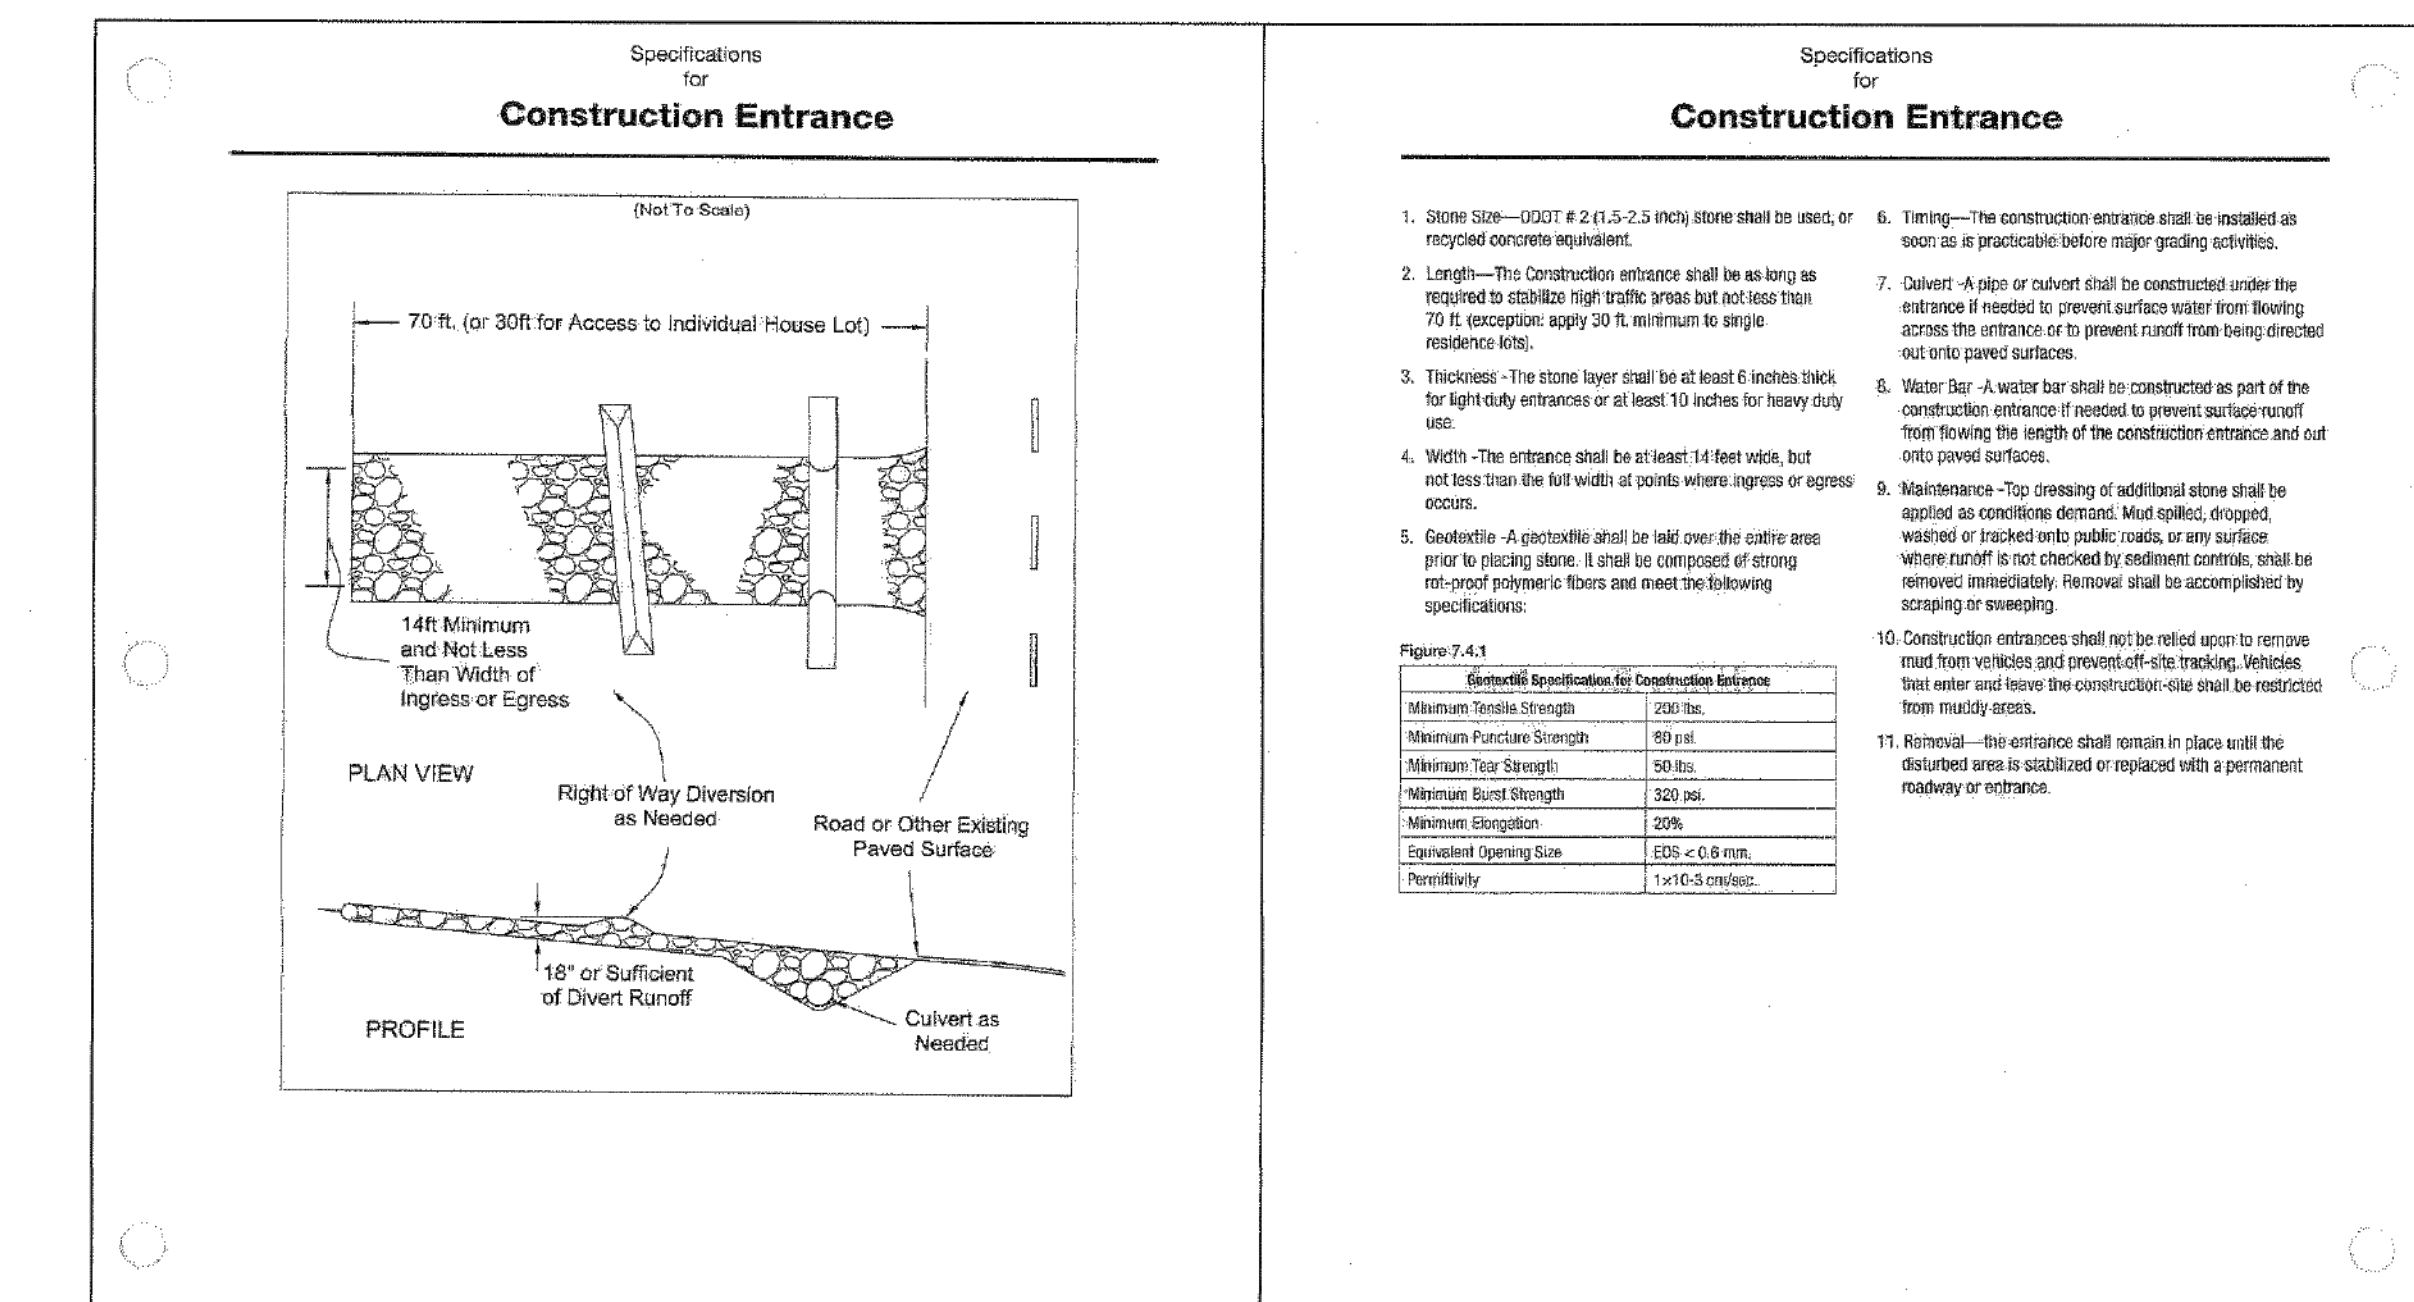 Specifications
for
Construction Entrance
(Not To Scale)
70 ft. (or 30ft for Access to Individual House Lot)
14ft Minimum
and Not Less
Than Width of
Ingress or Egress
PLAN VIEW
Right of Way Diversion
as Needed
Road or Other Existing
Paved Surface
18" or Sufficient
of Divert Runoff
PROFILE
Culvert as
Needed
Specifications
for
Construction Entrance
1. Stone Size—ODOT # 2 (1.5-2.5 inch) stone shall be used, or
recycled concrete equivalent.
2. Length—The Construction entrance shall be as long as
required to stabilize high traffic areas but not less than
70 ft. (exception: apply 30 ft. minimum to single
residence lots).
3. Thickness -The stone layer shall be at least 6 inches thick
for light duty entrances or at least 10 inches for heavy duty
use.
4. Width -The entrance shall be at least 14 feet wide, but
not less than the full width at points where ingress or egress
occurs.
5. Geotextile -A geotextile shall be laid over the entire area
prior to placing stone. It shall be composed of strong
rot-proof polymeric fibers and meet the following
specifications:
Figure 7.4.1
Geotextile Specification for Construction Entrance
Minimum Tensile Strength 200 lbs.
Minimum Puncture Strength 80 psi.
Minimum Tear Strength 50 lbs.
Minimum Burst Strength 320 psi.
Minimum Elongation 20%
Equivalent Opening Size EOS < 0.6 mm.
Permittivity 1×10-3 cm/sec.
6. Timing—The construction entrance shall be installed as
soon as is practicable before major grading activities.
7. Culvert -A pipe or culvert shall be constructed under the
entrance if needed to prevent surface water from flowing
across the entrance or to prevent runoff from being directed
out onto paved surfaces.
8. Water Bar -A water bar shall be constructed as part of the
construction entrance if needed to prevent surface runoff
from flowing the length of the construction entrance and out
onto paved surfaces.
9. Maintenance -Top dressing of additional stone shall be
applied as conditions demand. Mud spilled, dropped,
washed or tracked onto public roads, or any surface
where runoff is not checked by sediment controls, shall be
removed immediately. Removal shall be accomplished by
scraping or sweeping.
10. Construction entrances shall not be relied upon to remove
mud from vehicles and prevent off-site tracking. Vehicles
that enter and leave the construction-site shall be restricted
from muddy areas.
11. Removal—the entrance shall remain in place until the
disturbed area is stabilized or replaced with a permanent
roadway or entrance.